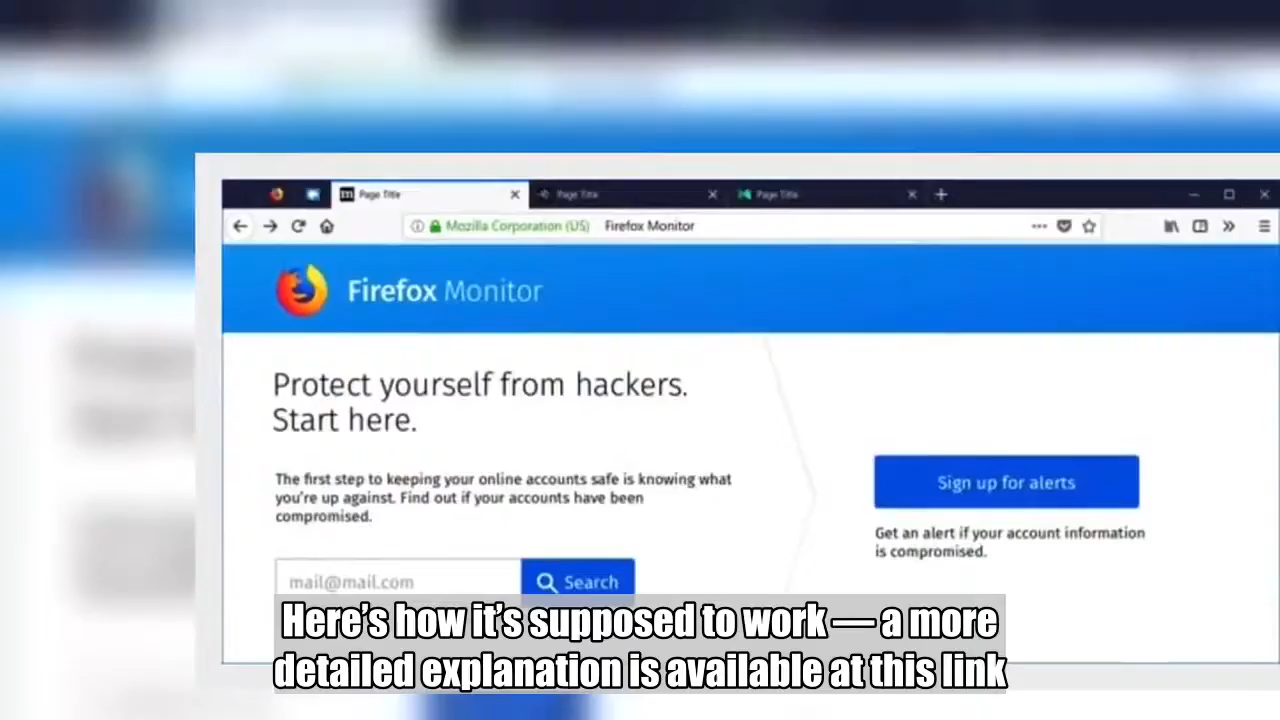 Page Title
Page Title
Page Title
Mozilla Corporation (US) Firefox Monitor
Firefox Monitor
Protect yourself from hackers.
Start here.
The first step to keeping your online accounts safe is knowing what
you're up against. Find out if your accounts have been
compromised.
mail@mail.com
Search
Sign up for alerts
Get an alert if your account information
is compromised.
Here's how it's supposed to work — a more
detailed explanation is available at this link